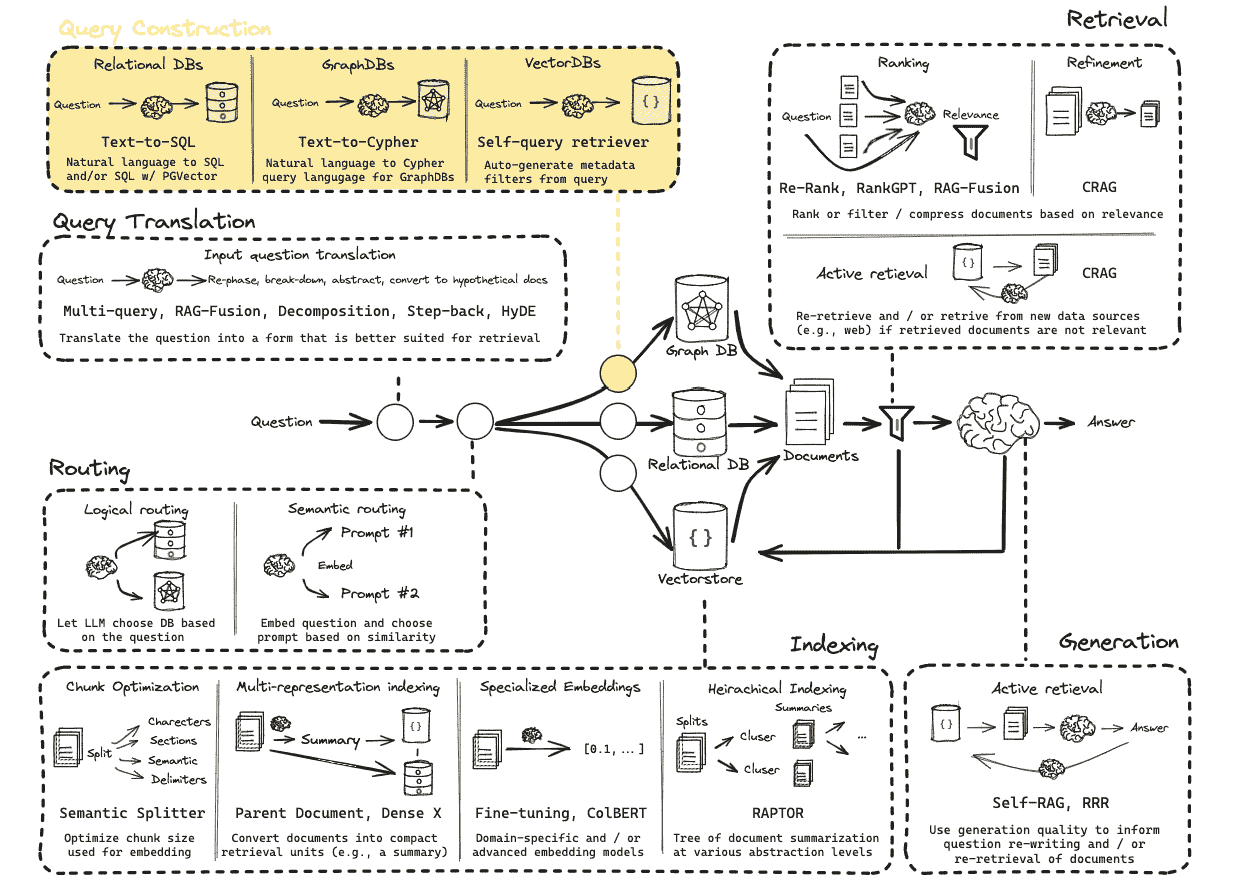 Query Construction
Relational DBs
Question
Text-to-SQL
Natural language to SQL
and/or SQL w/ PGVector
GraphDBs
Question
Text-to-Cypher
Natural language to Cypher
query langugage for GraphDBs
VectorDBs
Question
{ }
Self-query retriever
Auto-generate metadata
filters from query
Retrieval
Ranking
Question
Relevance
Re-Rank, RankGPT, RAG-Fusion
Refinement
CRAG
Rank or filter / compress documents based on relevance
Active retieval
{ }
CRAG
Re-retrieve and / or retrive from new data sources
(e.g., web) if retrieved documents are not relevant
Query Translation
Input question translation
Question
Re-phase, break-down, abstract, convert to hypothetical docs
Multi-query, RAG-Fusion, Decomposition, Step-back, HyDE
Translate the question into a form that is better suited for retrieval
Question
Graph DB
Relational DB
{ }
Vectorstore
Documents
Answer
Routing
Logical routing
Let LLM choose DB based
on the question
Semantic routing
Prompt #1
Embed
Prompt #2
Embed question and choose
prompt based on similarity
Indexing
Chunk Optimization
Split
Charecters
Sections
Semantic
Delimiters
Semantic Splitter
Optimize chunk size
used for embedding
Multi-representation indexing
Summary
{ }
Parent Document, Dense X
Convert documents into compact
retrieval units (e.g., a summary)
Specialized Embeddings
[0.1, ...]
Fine-tuning, ColBERT
Domain-specific and / or
advanced embedding models
Heirachical Indexing
Summaries
Splits
Cluser
Cluser
...
RAPTOR
Tree of document summarization
at various abstraction levels
Generation
Active retieval
{ }
Answer
Self-RAG, RRR
Use generation quality to inform
question re-writing and / or
re-retrieval of documents